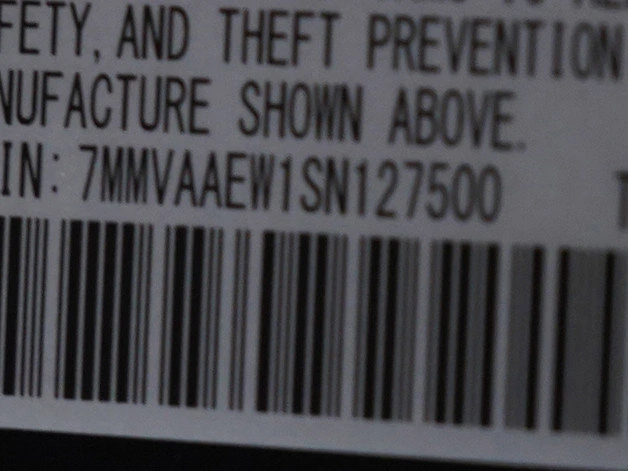 FETY, AND THEFT PREVENTION
NUFACTURE SHOWN ABOVE.
IN: 7MMVAAEW1SN127500 T